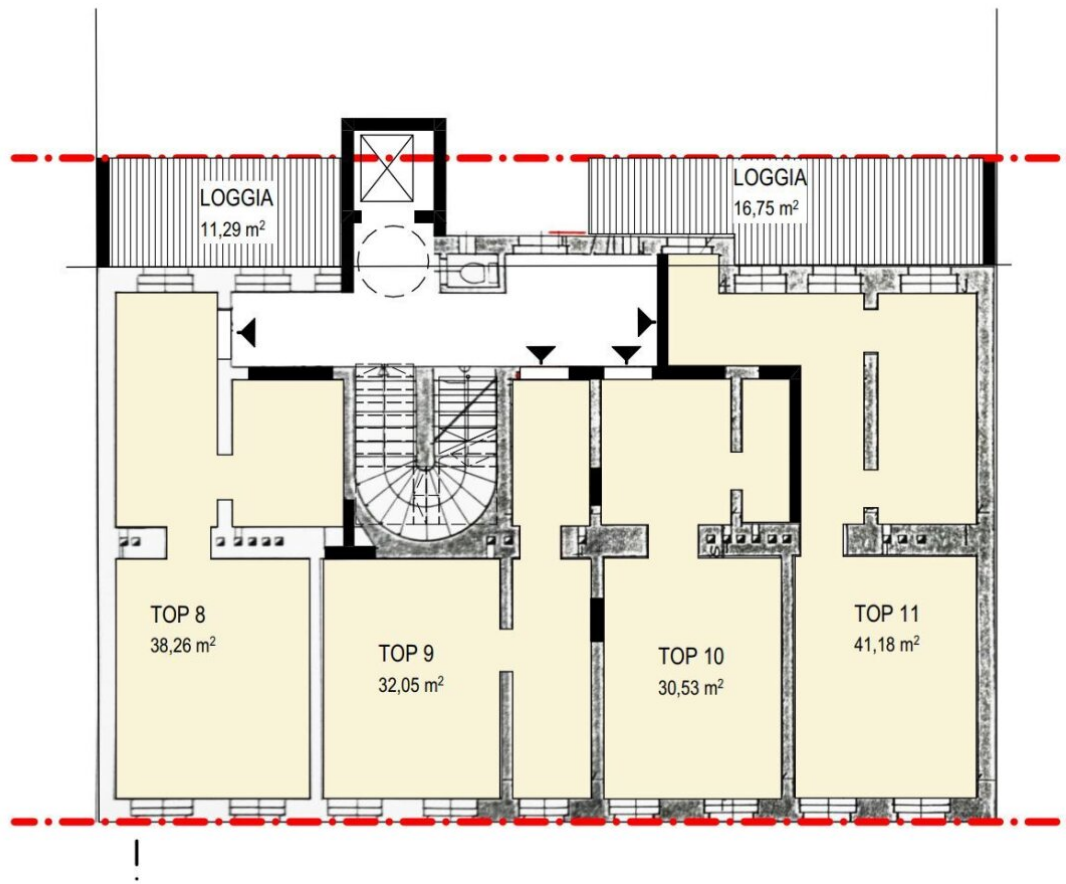 LOGGIA
11,29 m²
LOGGIA
16,75 m²
TOP 8
38,26 m²
TOP 9
32,05 m²
TOP 10
30,53 m²
TOP 11
41,18 m²